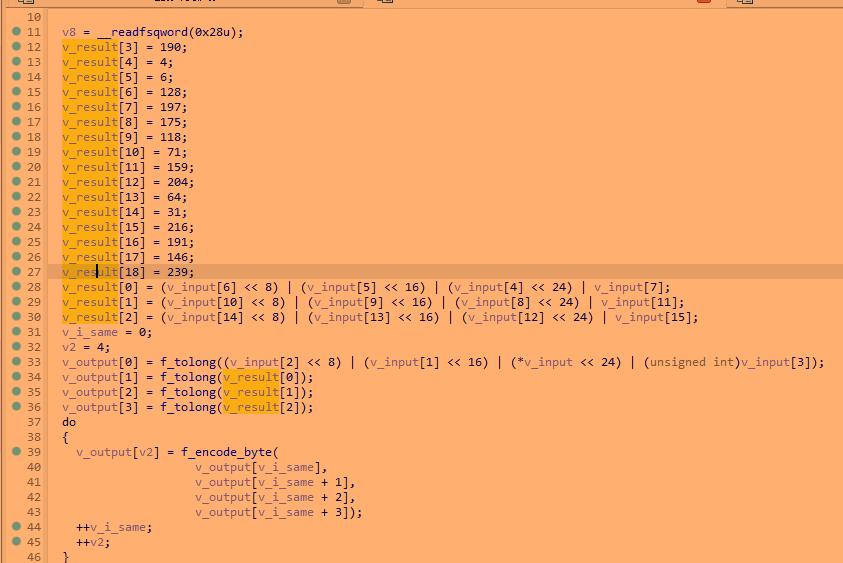 10
11 v8 = __readfsqword(0x28u);
12 v_result[3] = 190;
13 v_result[4] = 4;
14 v_result[5] = 6;
15 v_result[6] = 128;
16 v_result[7] = 197;
17 v_result[8] = 175;
18 v_result[9] = 118;
19 v_result[10] = 71;
20 v_result[11] = 159;
21 v_result[12] = 204;
22 v_result[13] = 64;
23 v_result[14] = 31;
24 v_result[15] = 216;
25 v_result[16] = 191;
26 v_result[17] = 146;
27 v_result[18] = 239;
28 v_result[0] = (v_input[6] << 8) | (v_input[5] << 16) | (v_input[4] << 24) | v_input[7];
29 v_result[1] = (v_input[10] << 8) | (v_input[9] << 16) | (v_input[8] << 24) | v_input[11];
30 v_result[2] = (v_input[14] << 8) | (v_input[13] << 16) | (v_input[12] << 24) | v_input[15];
31 v_i_same = 0;
32 v2 = 4;
33 v_output[0] = f_tolong((v_input[2] << 8) | (v_input[1] << 16) | (*v_input << 24) | (unsigned int)v_input[3]);
34 v_output[1] = f_tolong(v_result[0]);
35 v_output[2] = f_tolong(v_result[1]);
36 v_output[3] = f_tolong(v_result[2]);
37 do
38 {
39 v_output[v2] = f_encode_byte(
40 v_output[v_i_same],
41 v_output[v_i_same + 1],
42 v_output[v_i_same + 2],
43 v_output[v_i_same + 3]);
44 ++v_i_same;
45 ++v2;
46 }